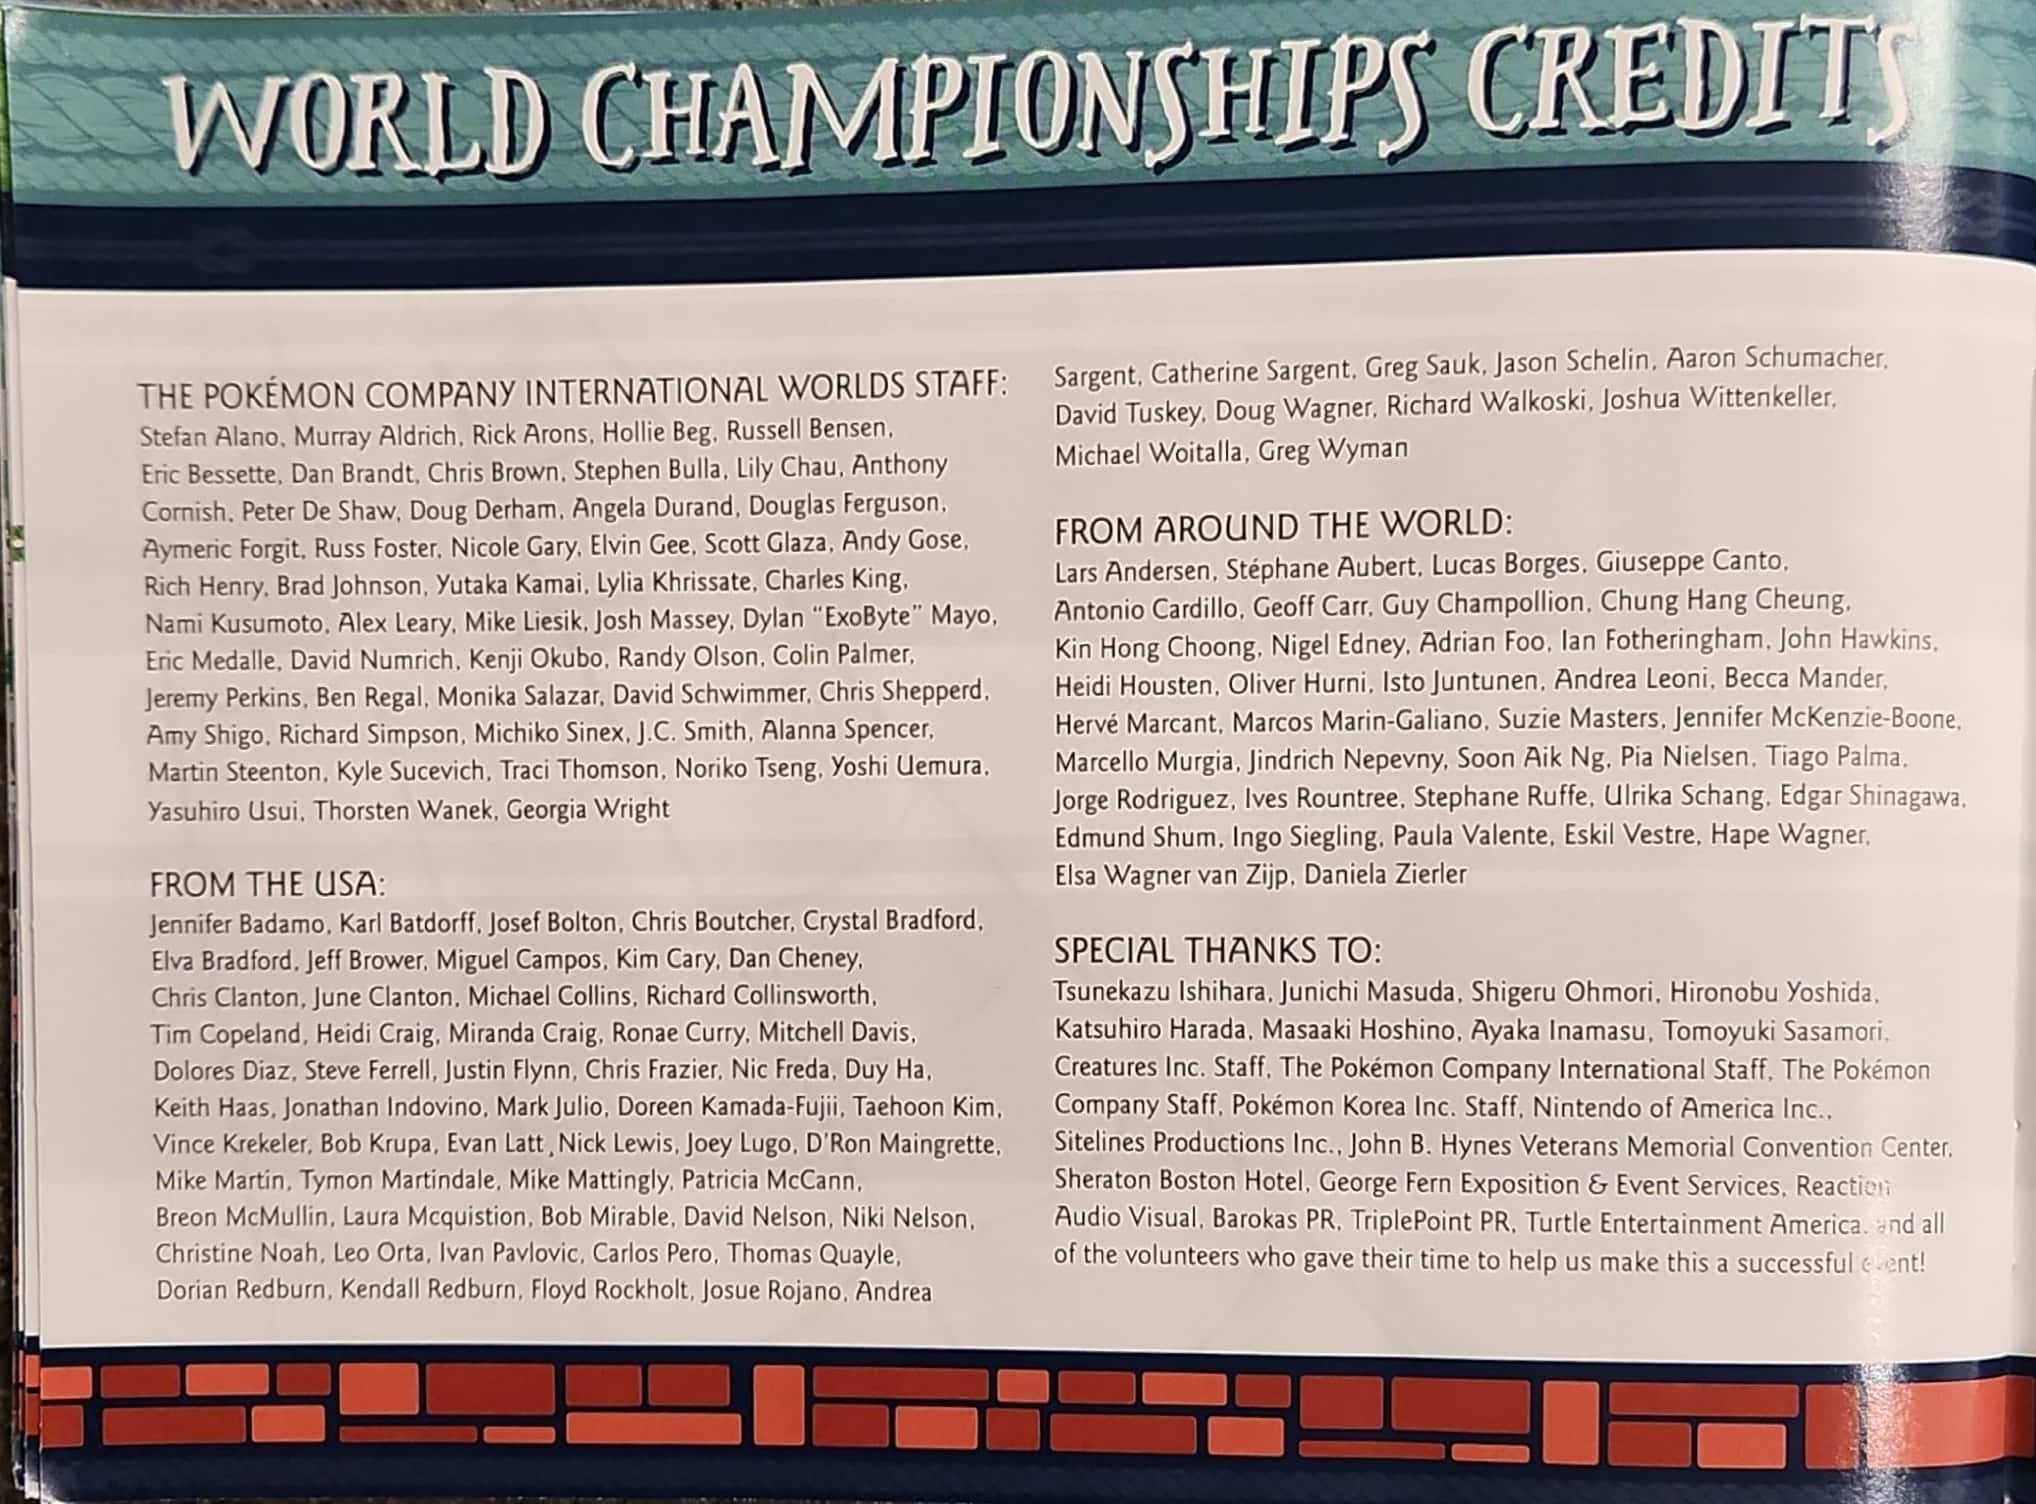 WORLD CHAMPIONSHIPS CREDITS
THE POKÉMON COMPANY INTERNATIONAL WORLDS STAFF:
Stefan Alano, Murray Aldrich, Rick Arons, Hollie Beg, Russell Bensen,
Eric Bessette, Dan Brandt, Chris Brown, Stephen Bulla, Lily Chau, Anthony
Cornish, Peter De Shaw, Doug Derham, Angela Durand, Douglas Ferguson,
Aymeric Forgit, Russ Foster, Nicole Gary, Elvin Gee, Scott Glaza, Andy Gose,
Rich Henry, Brad Johnson, Yutaka Kamai, Lylia Khrissate, Charles King,
Nami Kusumoto, Alex Leary, Mike Liesik, Josh Massey, Dylan “ExoByte” Mayo,
Eric Medalle, David Numrich, Kenji Okubo, Randy Olson, Colin Palmer,
Jeremy Perkins, Ben Regal, Monika Salazar, David Schwimmer, Chris Shepperd,
Amy Shigo, Richard Simpson, Michiko Sinex, J.C. Smith, Alanna Spencer,
Martin Steenton, Kyle Sucevich, Traci Thomson, Noriko Tseng, Yoshi Uemura,
Yasuhiro Usui, Thorsten Wanek, Georgia Wright
FROM THE USA:
Jennifer Badamo, Karl Batdorff, Josef Bolton, Chris Boutcher, Crystal Bradford,
Elva Bradford, Jeff Brower, Miguel Campos, Kim Cary, Dan Cheney,
Chris Clanton, June Clanton, Michael Collins, Richard Collinsworth,
Tim Copeland, Heidi Craig, Miranda Craig, Ronae Curry, Mitchell Davis,
Dolores Diaz, Steve Ferrell, Justin Flynn, Chris Frazier, Nic Freda, Duy Ha,
Keith Haas, Jonathan Indovino, Mark Julio, Doreen Kamada-Fujii, Taehoon Kim,
Vince Krekeler, Bob Krupa, Evan Latt ,Nick Lewis, Joey Lugo, D'Ron Maingrette,
Mike Martin, Tymon Martindale, Mike Mattingly, Patricia McCann,
Breon McMullin, Laura Mcquistion, Bob Mirable, David Nelson, Niki Nelson,
Christine Noah, Leo Orta, Ivan Pavlovic, Carlos Pero, Thomas Quayle,
Dorian Redburn, Kendall Redburn, Floyd Rockholt, Josue Rojano, Andrea
Sargent, Catherine Sargent, Greg Sauk, Jason Schelin, Aaron Schumacher,
David Tuskey, Doug Wagner, Richard Walkoski, Joshua Wittenkeller,
Michael Woitalla, Greg Wyman
FROM AROUND THE WORLD:
Lars Andersen, Stéphane Aubert, Lucas Borges, Giuseppe Canto,
Antonio Cardillo, Geoff Carr, Guy Champollion, Chung Hang Cheung,
Kin Hong Choong, Nigel Edney, Adrian Foo, Ian Fotheringham, John Hawkins,
Heidi Housten, Oliver Hurni, Isto Juntunen, Andrea Leoni, Becca Mander,
Hervé Marcant, Marcos Marin-Galiano, Suzie Masters, Jennifer McKenzie-Boone,
Marcello Murgia, Jindrich Nepevny, Soon Aik Ng, Pia Nielsen, Tiago Palma,
Jorge Rodriguez, Ives Rountree, Stephane Ruffe, Ulrika Schang, Edgar Shinagawa,
Edmund Shum, Ingo Siegling, Paula Valente, Eskil Vestre, Hape Wagner,
Elsa Wagner van Zijp, Daniela Zierler
SPECIAL THANKS TO:
Tsunekazu Ishihara, Junichi Masuda, Shigeru Ohmori, Hironobu Yoshida,
Katsuhiro Harada, Masaaki Hoshino, Ayaka Inamasu, Tomoyuki Sasamori,
Creatures Inc. Staff, The Pokémon Company International Staff, The Pokémon
Company Staff, Pokémon Korea Inc. Staff, Nintendo of America Inc.,
Sitelines Productions Inc., John B. Hynes Veterans Memorial Convention Center,
Sheraton Boston Hotel, George Fern Exposition & Event Services, Reaction
Audio Visual, Barokas PR, TriplePoint PR, Turtle Entertainment America, and all
of the volunteers who gave their time to help us make this a successful event!